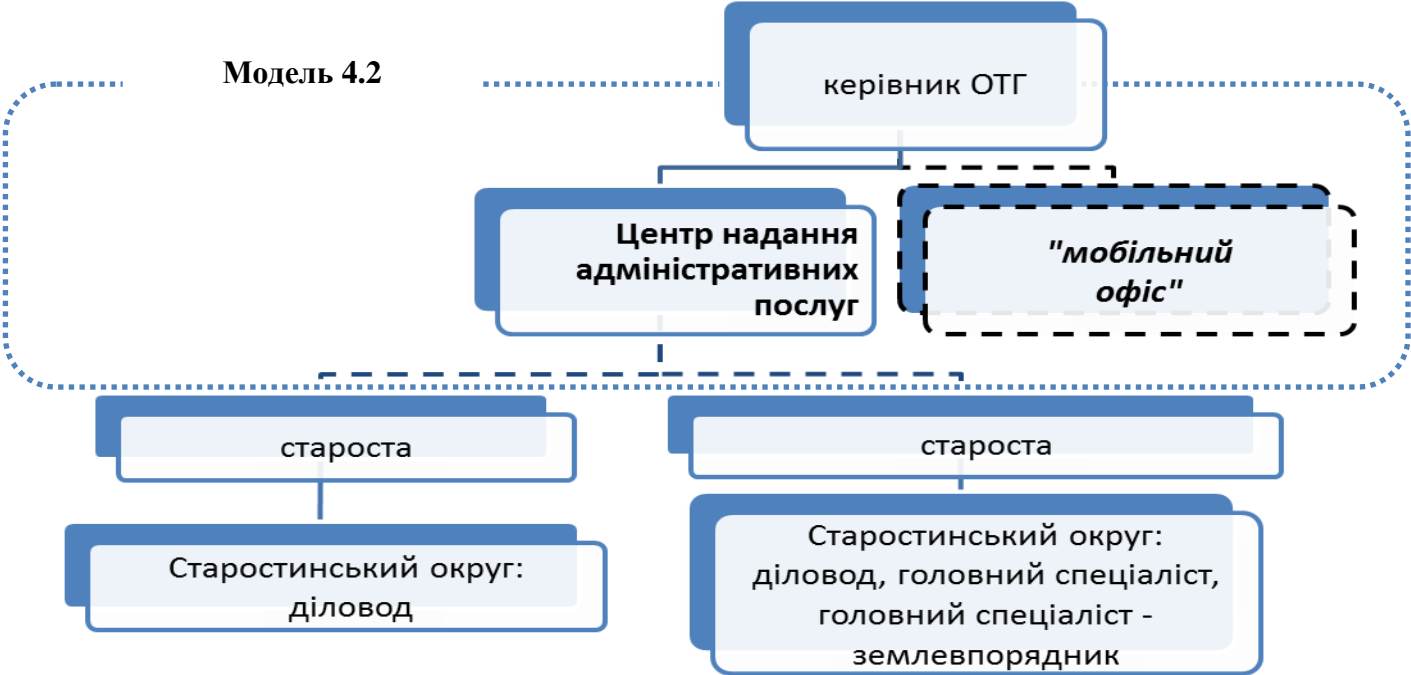 Модель 4.2
керівник ОТГ
Центр надання
адміністративних
послуг
"мобільний
офіс"
староста
староста
Старостинський округ:
діловод
Старостинський округ:
діловод, головний спеціаліст,
головний спеціаліст -
землевпорядник